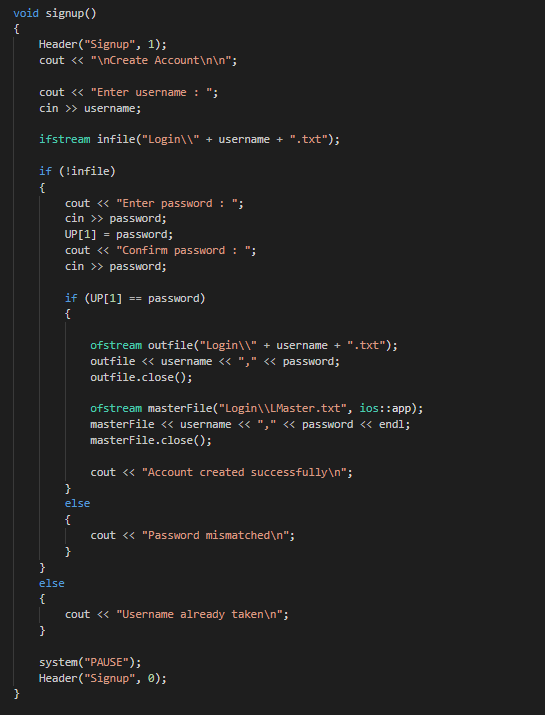 void signup()
{
    Header("Signup", 1);
    cout << "\nCreate Account\n\n";

    cout << "Enter username : ";
    cin >> username;

    ifstream infile("Login\\" + username + ".txt");

    if (!infile)
    {
        cout << "Enter password : ";
        cin >> password;
        UP[1] = password;
        cout << "Confirm password : ";
        cin >> password;

        if (UP[1] == password)
        {

            ofstream outfile("Login\\" + username + ".txt");
            outfile << username << "," << password;
            outfile.close();

            ofstream masterFile("Login\\LMaster.txt", ios::app);
            masterFile << username << "," << password << endl;
            masterFile.close();

            cout << "Account created successfully\n";
        }
        else
        {
            cout << "Password mismatched\n";
        }
    }
    else
    {
        cout << "Username already taken\n";
    }

    system("PAUSE");
    Header("Signup", 0);
}